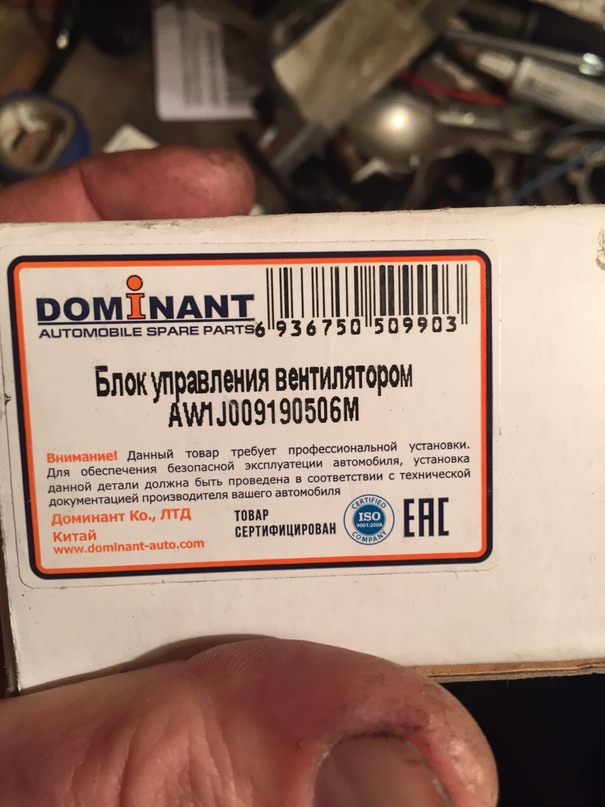 DOMiNANT
AUTOMOBILE SPARE PARTS
6 936750 509903
Блок управления вентилятором
AW1J009190506M
Внимание! Данный товар требует профессиональной установки.
Для обеспечения безопасной эксплуатеции автомобиля, установка
данной детали должна быть проведена в соответствии с технической
документацией производителя вашего автомобиля
Доминант Ко., ЛТД
Китай
www.dominant-auto.com
ТОВАР
СЕРТИФИЦИРОВАН
CERTIFIED
ISO
9001:2008
COMPANY
EAC